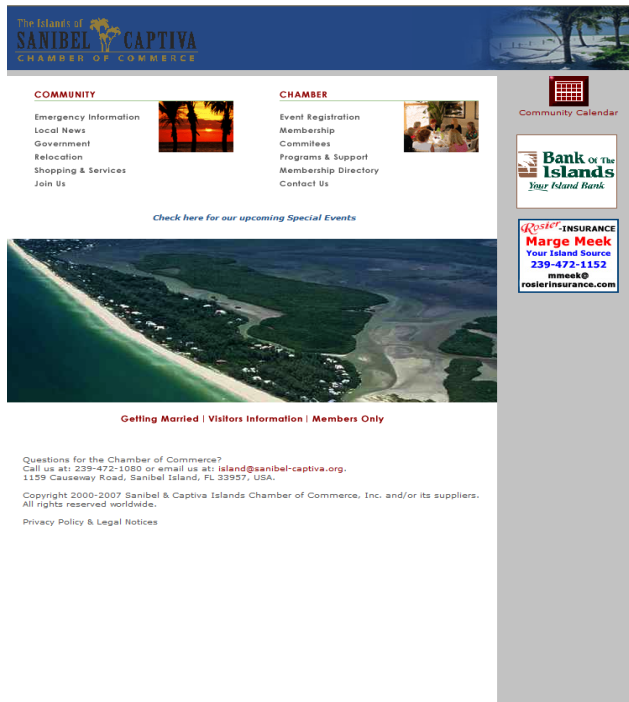 The Islands of
SANIBEL CAPTIVA
CHAMBER OF COMMERCE
COMMUNITY
Emergency Information
Local News
Government
Relocation
Shopping & Services
Join Us
CHAMBER
Event Registration
Membership
Commitees
Programs & Support
Membership Directory
Contact Us
Check here for our upcoming Special Events
Community Calendar
Bank OF THE
Islands
Your Island Bank
Rosier-INSURANCE
Marge Meek
Your Island Source
239-472-1152
mmeek@
rosierinsurance.com
Getting Married | Visitors Information | Members Only
Questions for the Chamber of Commerce?
Call us at: 239-472-1080 or email us at: island@sanibel-captiva.org.
1159 Causeway Road, Sanibel Island, FL 33957, USA.
Copyright 2000-2007 Sanibel & Captiva Islands Chamber of Commerce, Inc. and/or its suppliers.
All rights reserved worldwide.
Privacy Policy & Legal Notices